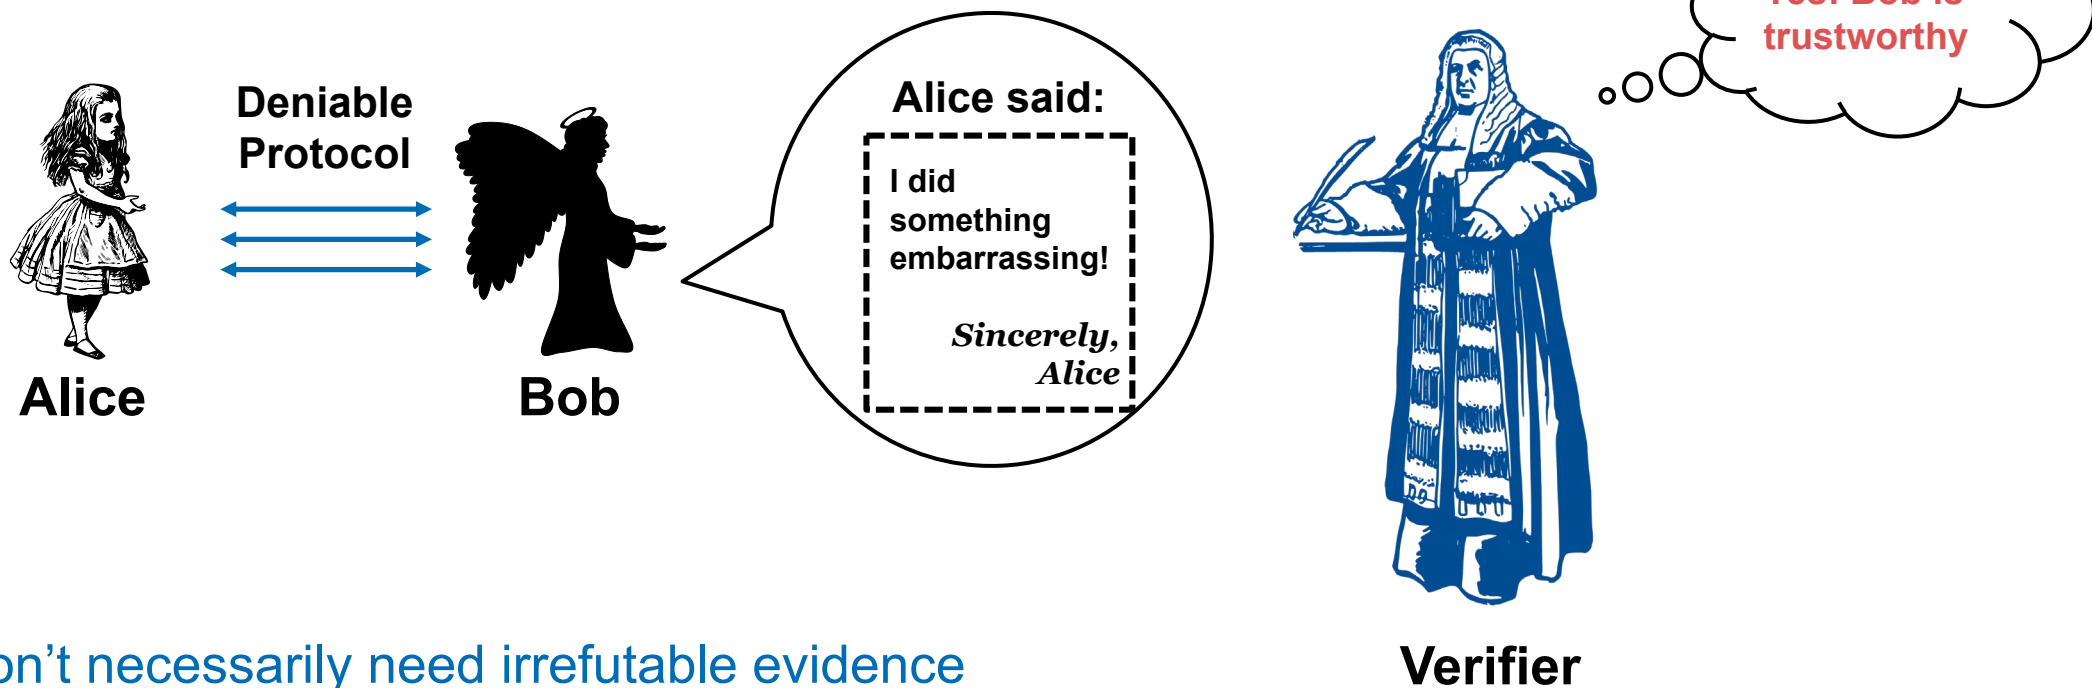 trustworthy
Deniable
Protocol
Alice said:
I did
something
embarrassing!
Sincerely,
Alice
Alice
Bob
Verifier
necessarily need irrefutable evidence